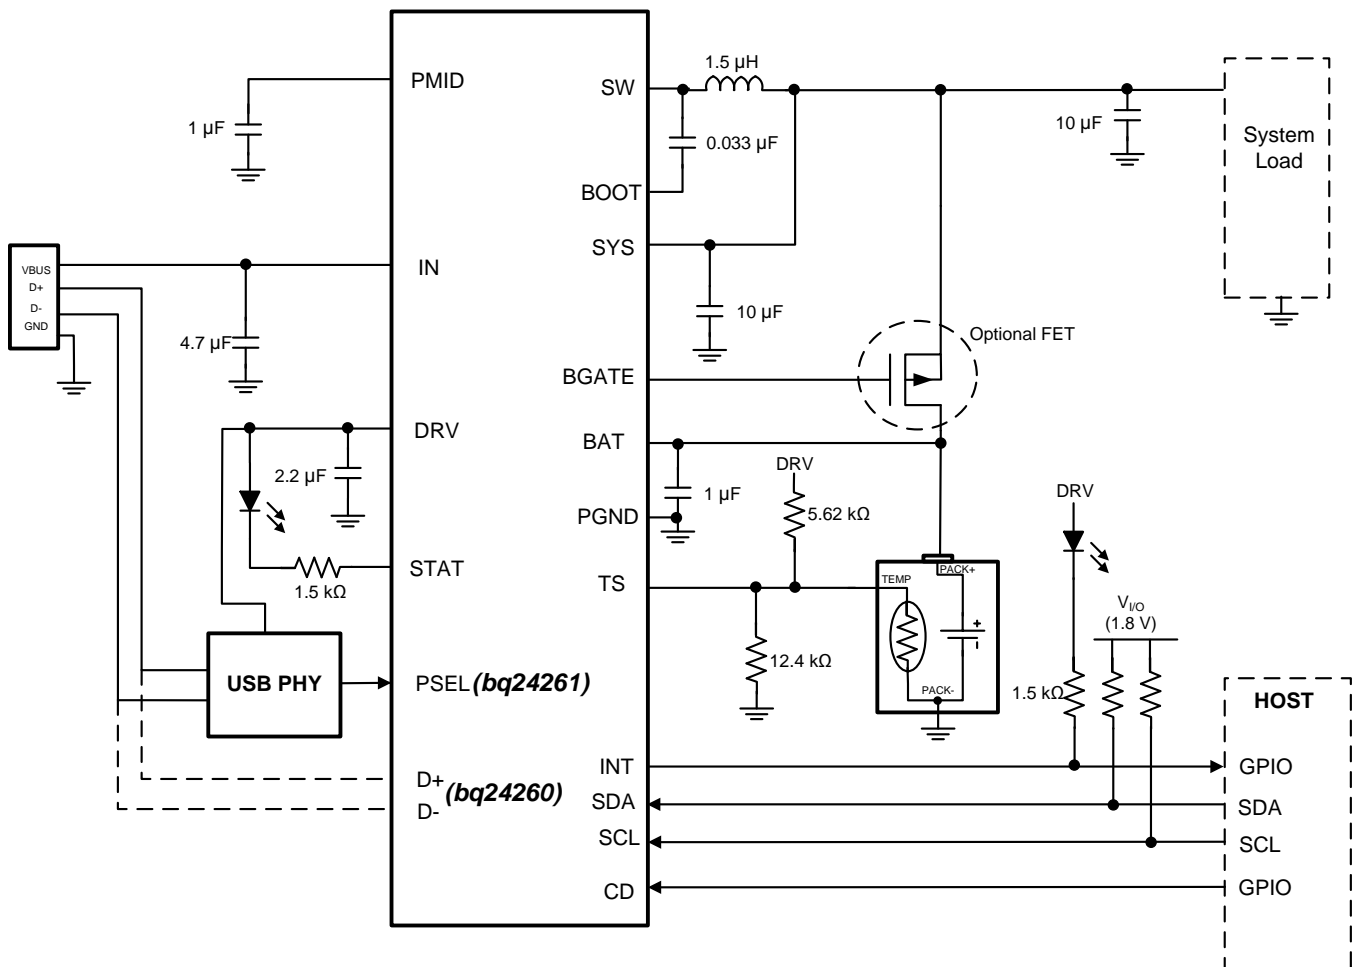 PMID
1 µF
VBUS
D+
D-
GND
IN
4.7 µF
DRV
2.2 µF
STAT
1.5 kΩ
USB PHY
PSEL (bq24261)
D+
(bq24260)
D-
SW
1.5 µH
0.033 µF
BOOT
SYS
10 µF
10 µF
System
Load
Optional FET
BGATE
BAT
1 µF
PGND
DRV
5.62 kΩ
TS
12.4 kΩ
TEMP
PACK+
+
-
PACK-
DRV
VI/O
(1.8 V)
1.5 kΩ
HOST
INT
GPIO
SDA
SDA
SCL
SCL
CD
GPIO